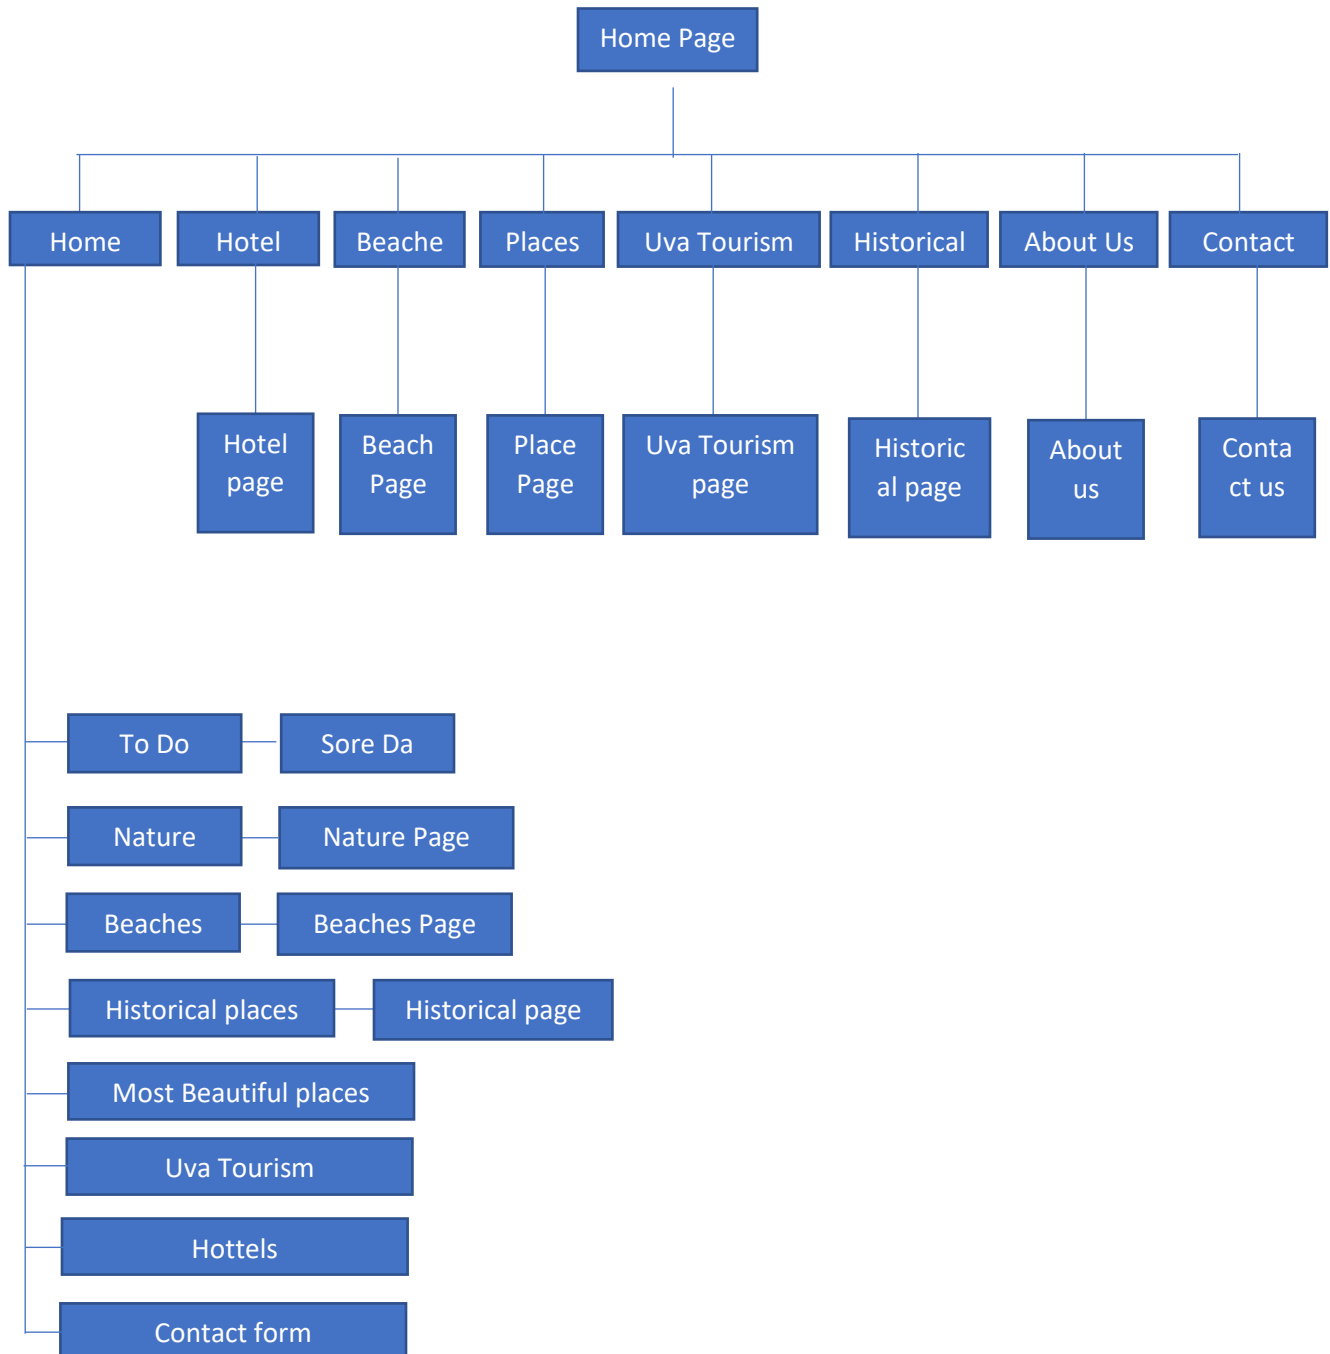 Home Page
Home
Hotel
Beache
Places
Uva Tourism
Historical
About Us
Contact
Hotel
page
Beach
Page
Place
Page
Uva Tourism
page
Historic
al page
About
us
Conta
ct us
To Do
Sore Da
Nature
Nature Page
Beaches
Beaches Page
Historical places
Historical page
Most Beautiful places
Uva Tourism
Hottels
Contact form